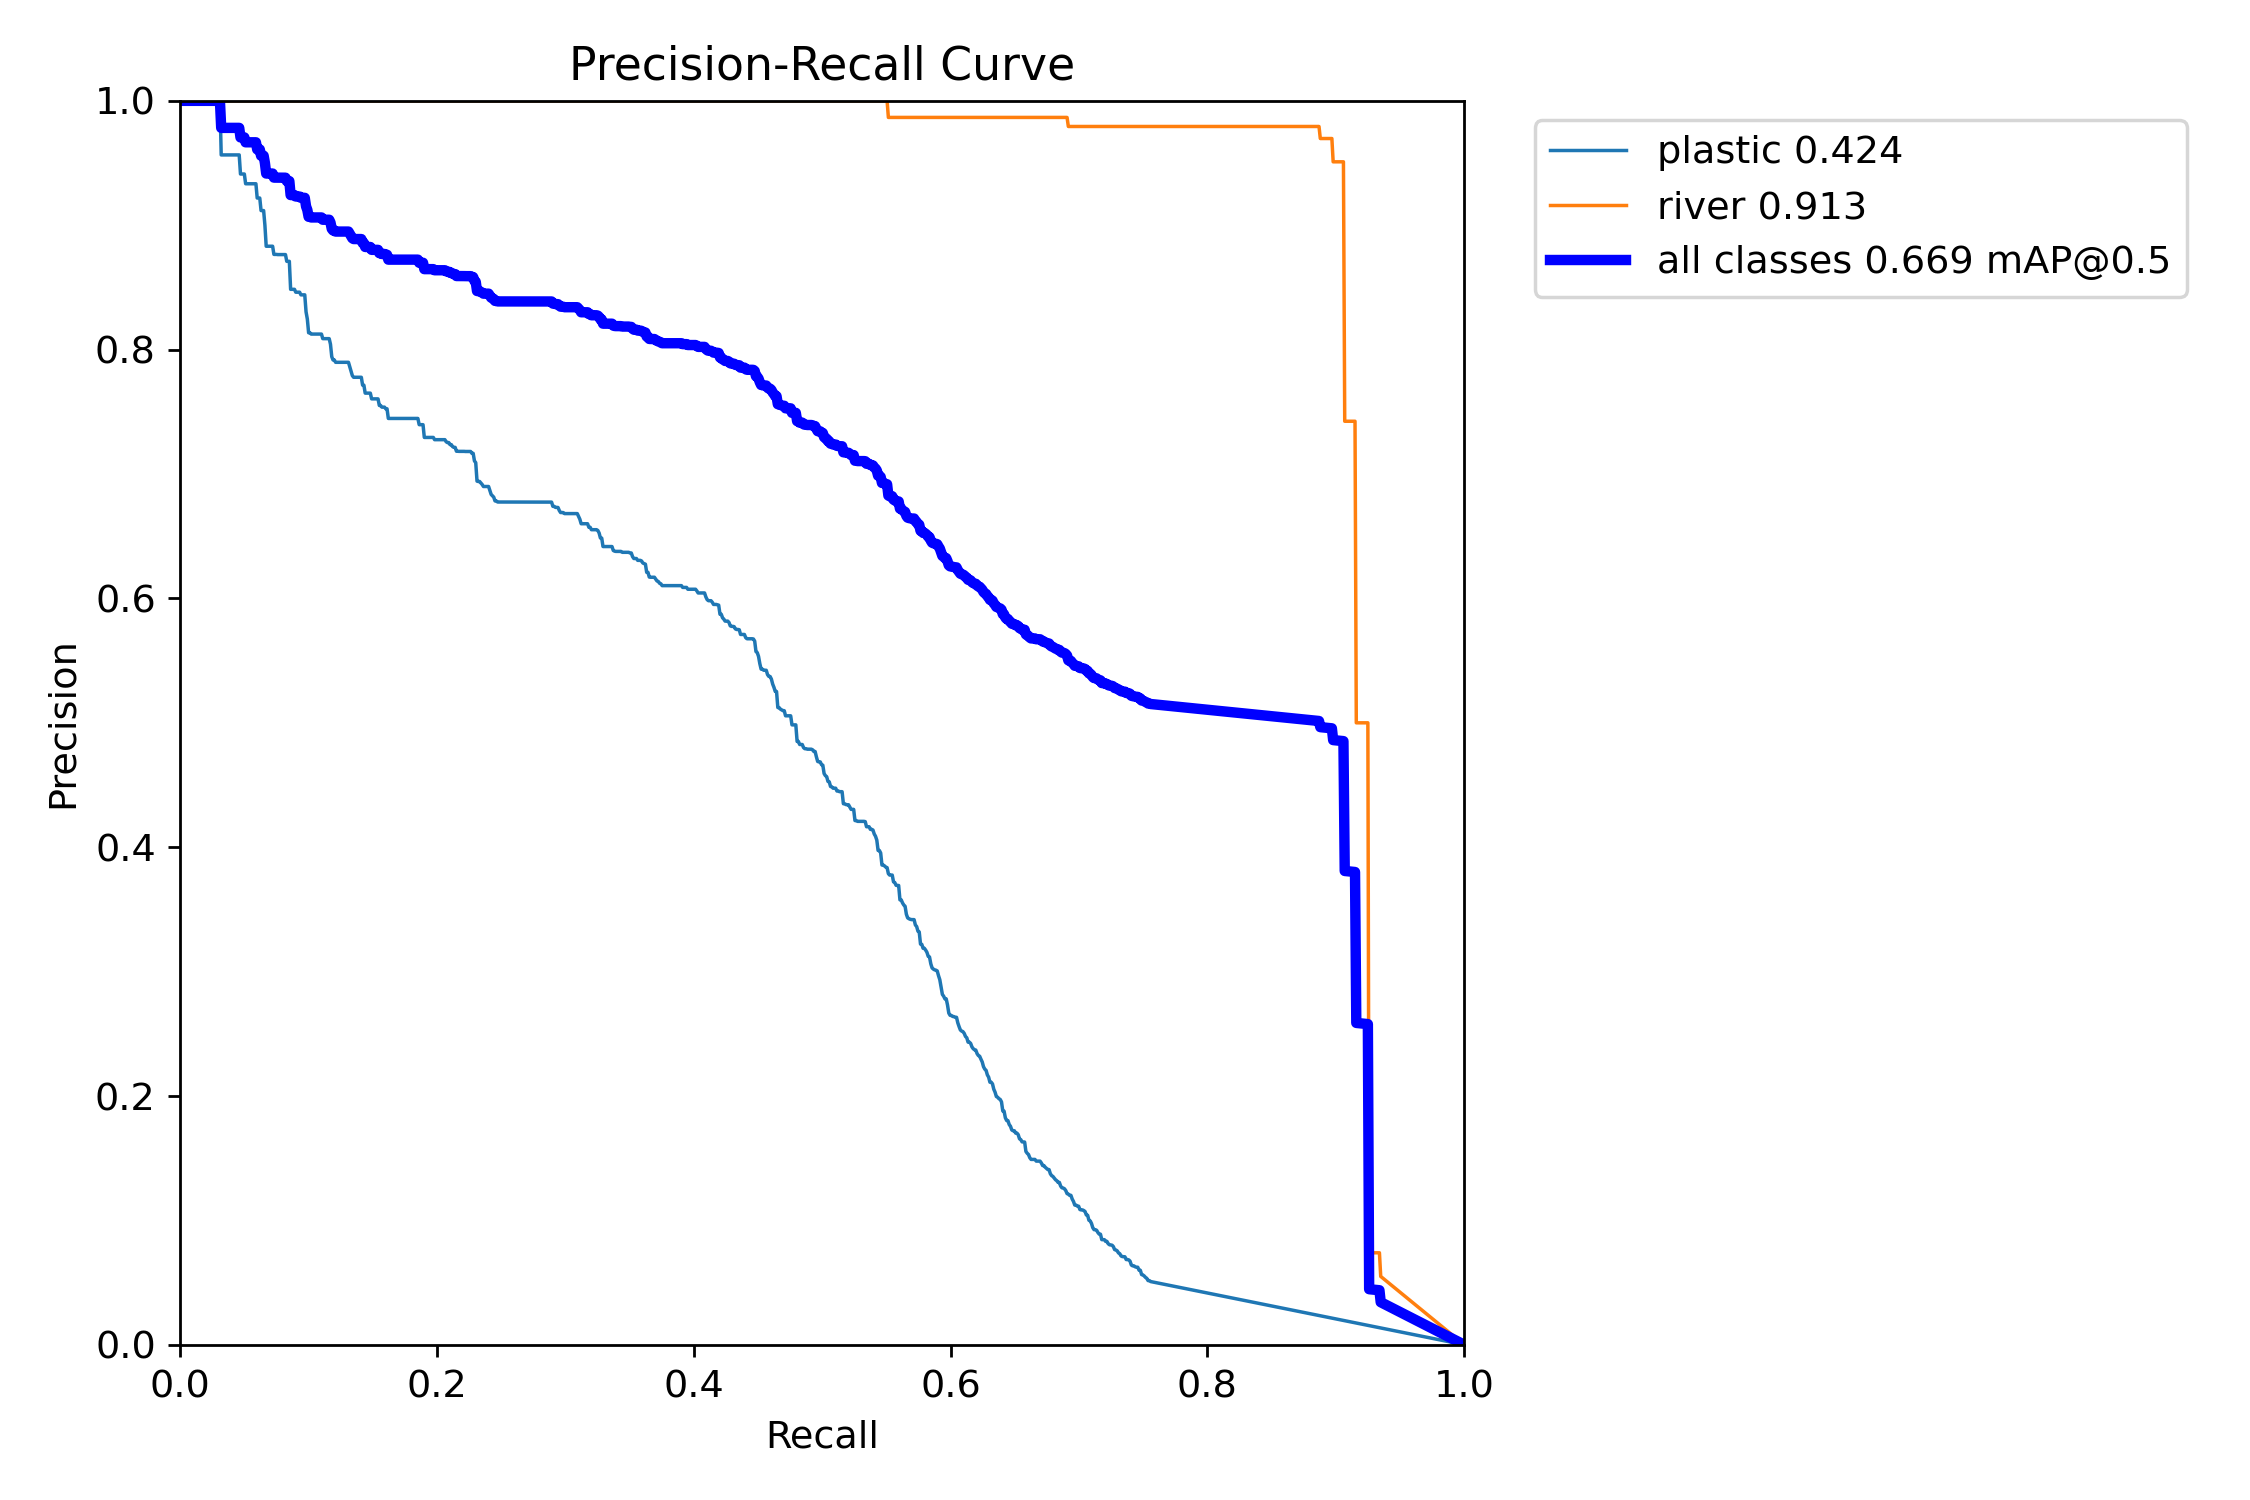 Precision-Recall Curve
1.0
0.8
0.6
0.4
0.2
0.0
Precision
0.0 0.2 0.4 0.6 0.8 1.0
Recall
plastic 0.424
river 0.913
all classes 0.669 mAP@0.5